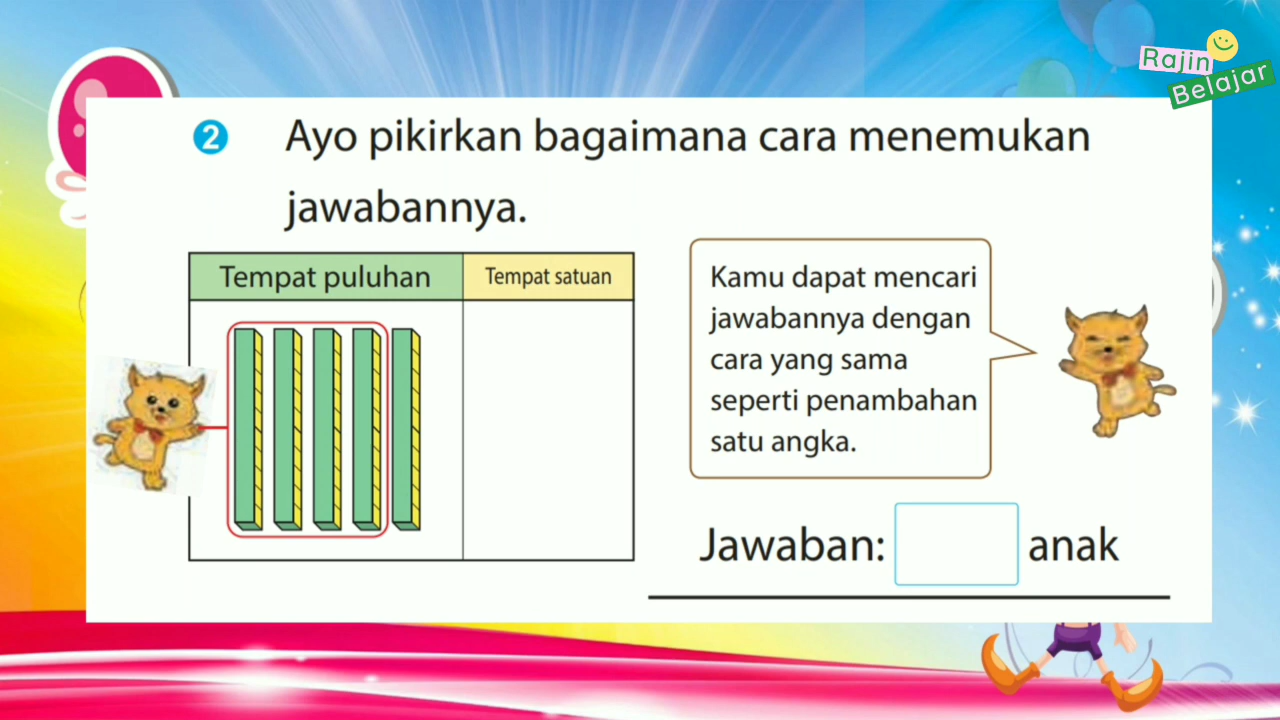 Rajin
Belajar
2 Ayo pikirkan bagaimana cara menemukan
jawabannya.
Tempat puluhan Tempat satuan
Kamu dapat mencari
jawabannya dengan
cara yang sama
seperti penambahan
satu angka.
Jawaban: anak